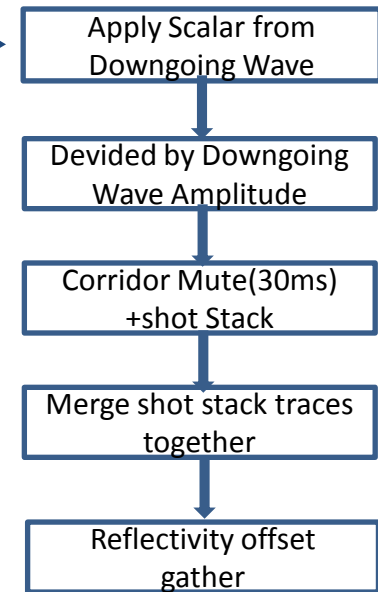 Apply Scalar from
Downgoing Wave
Devided by Downgoing
Wave Amplitude
Corridor Mute(30ms)
+shot Stack
Merge shot stack traces
together
Reflectivity offset
gather